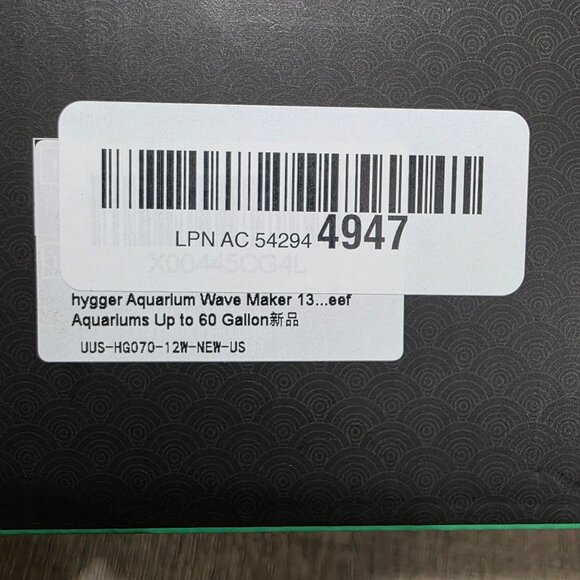 LPN AC 54294 4947
X00445CG4L
hygger Aquarium Wave Maker 13...eef
Aquariums Up to 60 Gallon新品
UUS-HG070-12W-NEW-US